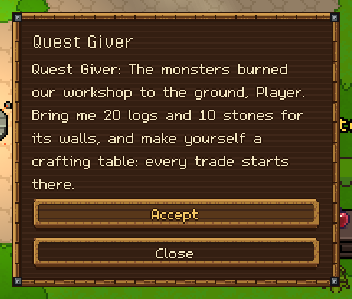 Quest Giver
Quest Giver: The monsters burned
our workshop to the ground, Player.
Bring me 20 logs and 10 stones for
its walls, and make yourself a
crafting table: every trade starts
there.
Accept
Close